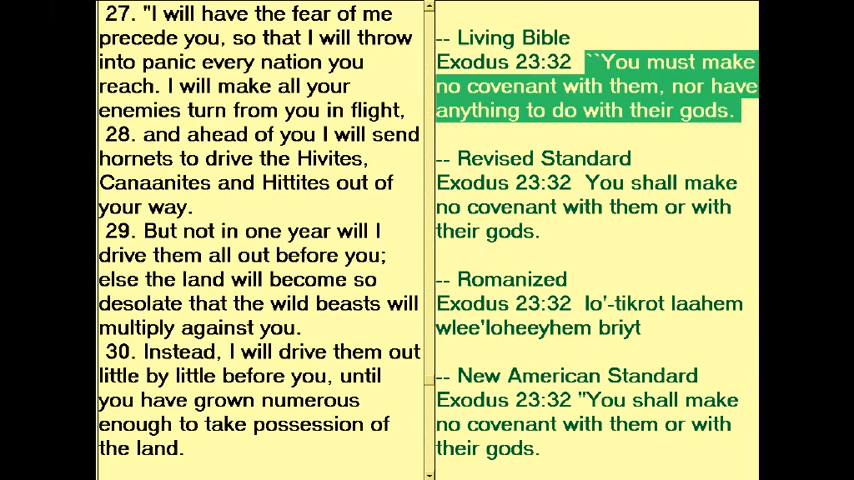 27. "I will have the fear of me
precede you, so that I will throw
into panic every nation you
reach. I will make all your
enemies turn from you in flight,
28. and ahead of you I will send
hornets to drive the Hivites,
Canaanites and Hittites out of
your way.
29. But not in one year will I
drive them all out before you;
else the land will become so
desolate that the wild beasts will
multiply against you.
30. Instead, I will drive them out
little by little before you, until
you have grown numerous
enough to take possession of
the land.
-- Living Bible
Exodus 23:32 ``You must make
no covenant with them, nor have
anything to do with their gods.
-- Revised Standard
Exodus 23:32 You shall make
no covenant with them or with
their gods.
-- Romanized
Exodus 23:32 lo'-tikrot laahem
wlee'loheeyhem briyt
-- New American Standard
Exodus 23:32 "You shall make
no covenant with them or with
their gods.